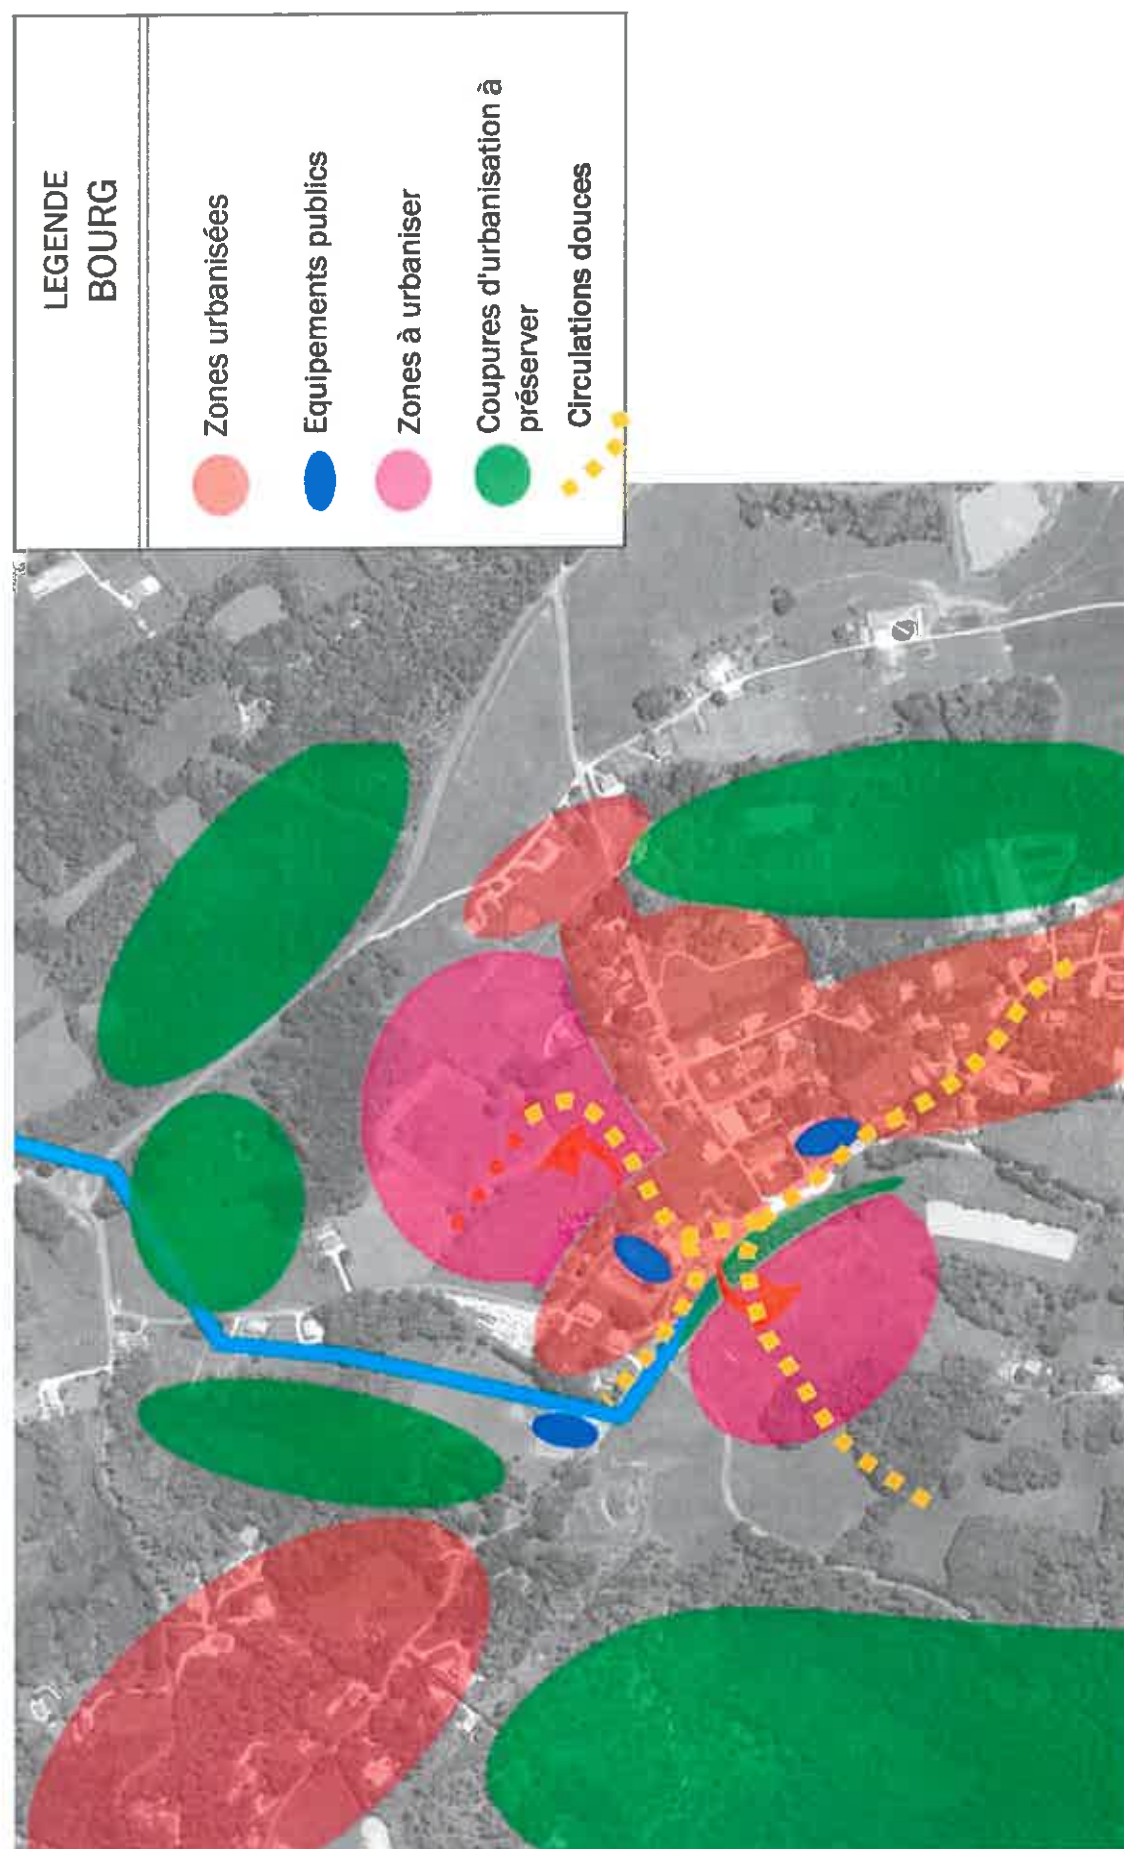 LEGENDE
BOURG
Zones urbanisées
Equipements publics
Zones à urbaniser
Coupures d'urbanisation à
préserver
Circulations douces